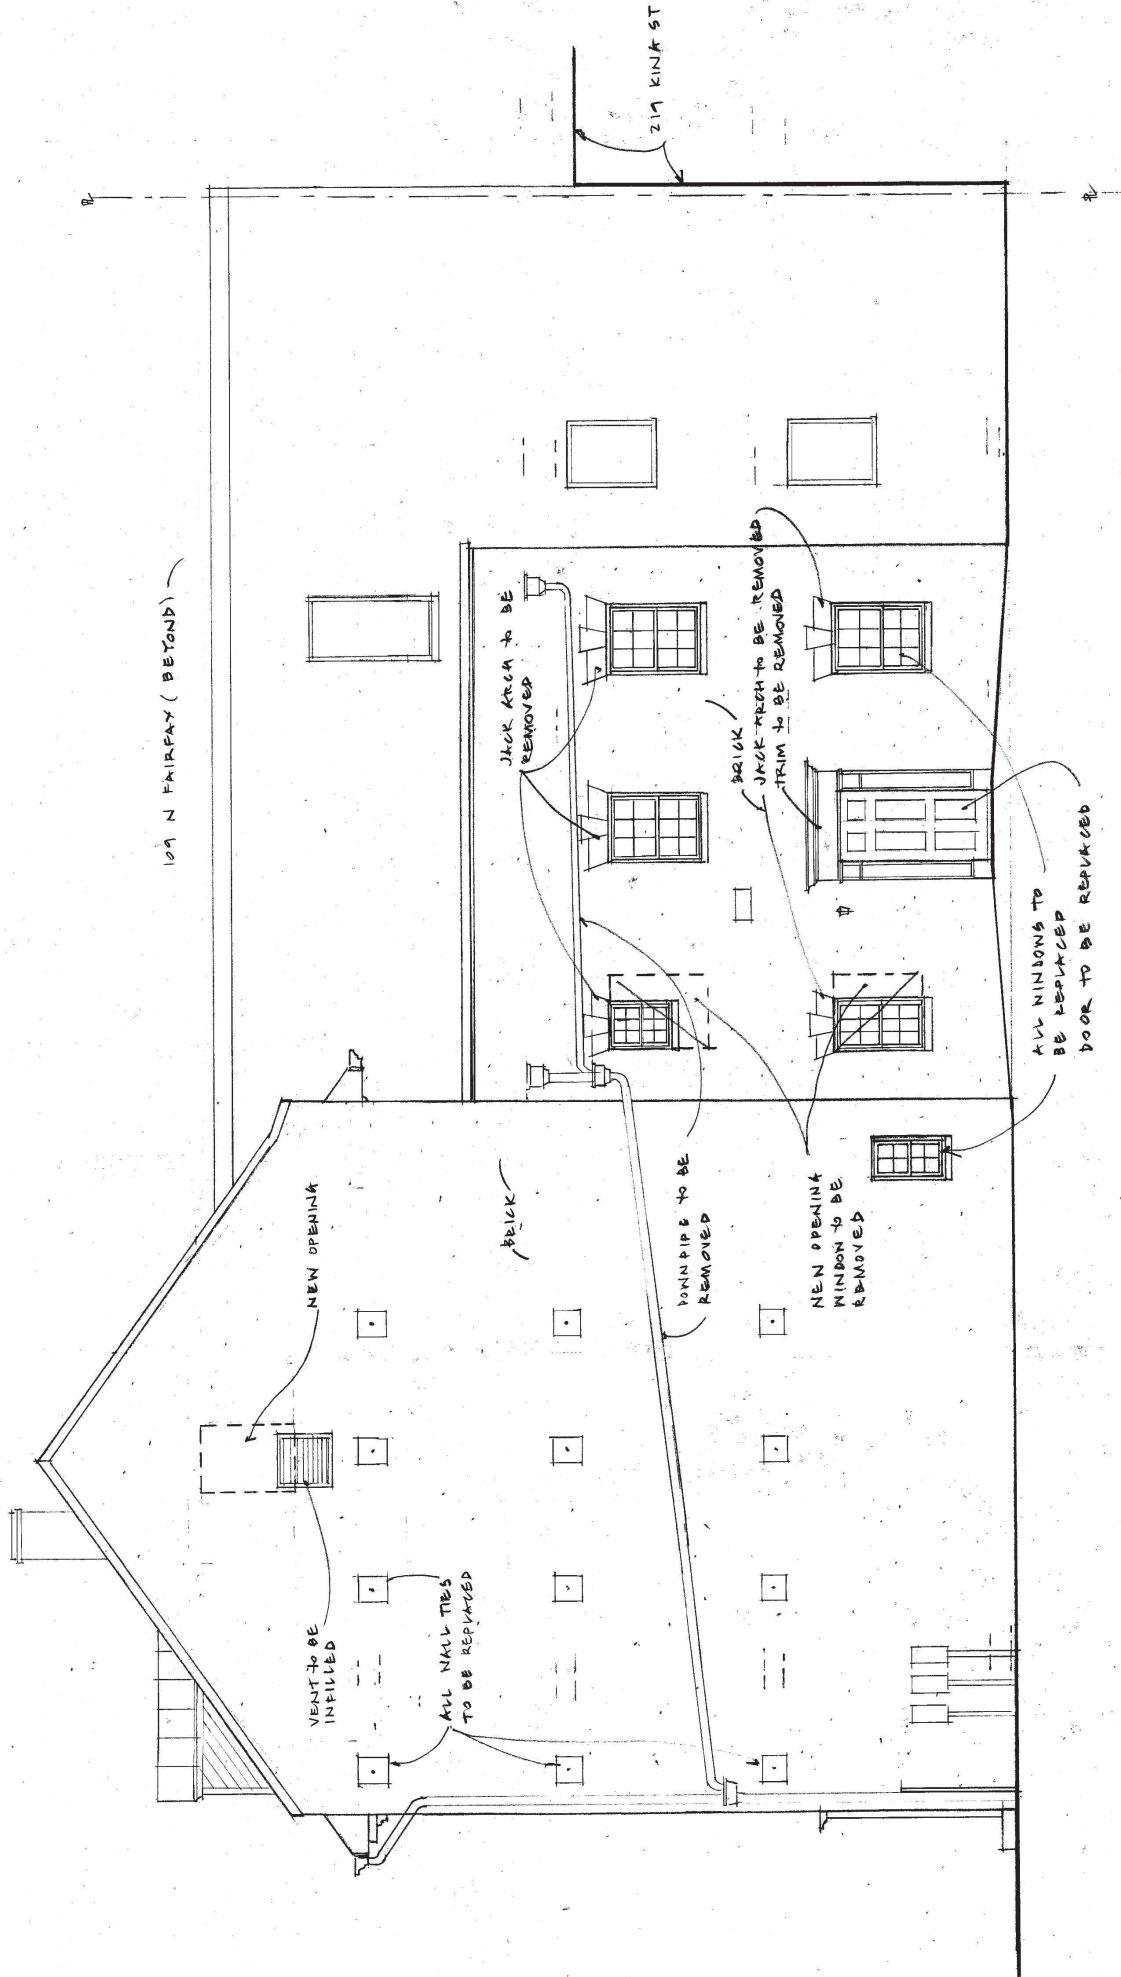 109 N FAIRFAX (BEYOND)
219 KING ST
NEW OPENING
VENT TO BE
INFILLED
ALL WALL TIES
TO BE REPLACED
BRICK
JACK ARCH TO BE
REMOVED
DOWNPIPE TO BE
REMOVED
BRICK
JACK ARCH TO BE REMOVED
TRIM TO BE REMOVED
NEW OPENING
WINDOW TO BE
REMOVED
ALL WINDOWS TO
BE REPLACED
DOOR TO BE REPLACED